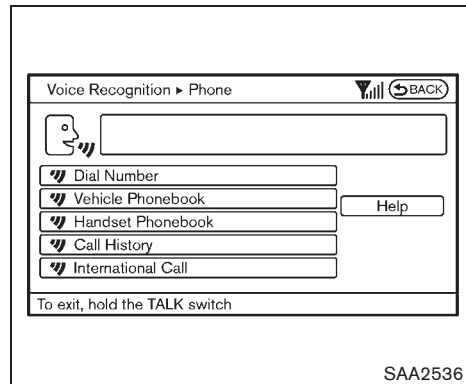 Voice Recognition ▸ Phone
BACK
Dial Number
Vehicle Phonebook
Handset Phonebook
Call History
International Call
Help
To exit, hold the TALK switch
SAA2536